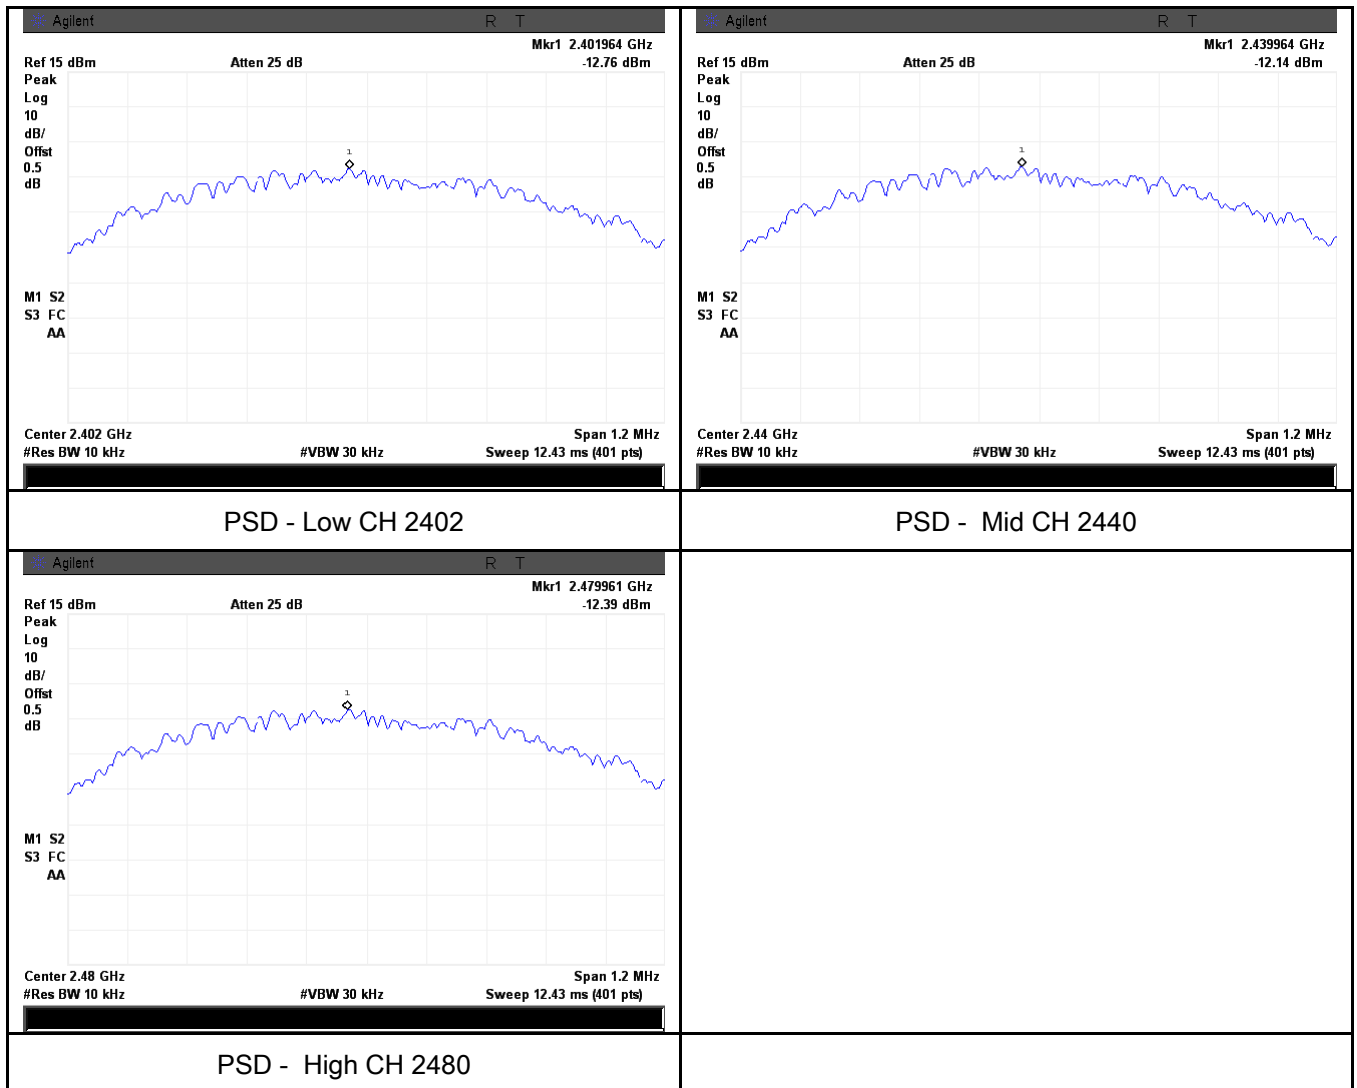 Agilent R T
Mkr1 2.401964 GHz
Ref 15 dBm Atten 25 dB -12.76 dBm
Peak
Log
10
dB/
Offst
0.5
dB
1
M1 S2
S3 FC
AA
Center 2.402 GHz Span 1.2 MHz
#Res BW 10 kHz #VBW 30 kHz Sweep 12.43 ms (401 pts)
PSD - Low CH 2402
Agilent R T
Mkr1 2.439964 GHz
Ref 15 dBm Atten 25 dB -12.14 dBm
Peak
Log
10
dB/
Offst
0.5
dB
1
M1 S2
S3 FC
AA
Center 2.44 GHz Span 1.2 MHz
#Res BW 10 kHz #VBW 30 kHz Sweep 12.43 ms (401 pts)
PSD - Mid CH 2440
Agilent R T
Mkr1 2.479961 GHz
Ref 15 dBm Atten 25 dB -12.39 dBm
Peak
Log
10
dB/
Offst
0.5
dB
1
M1 S2
S3 FC
AA
Center 2.48 GHz Span 1.2 MHz
#Res BW 10 kHz #VBW 30 kHz Sweep 12.43 ms (401 pts)
PSD - High CH 2480